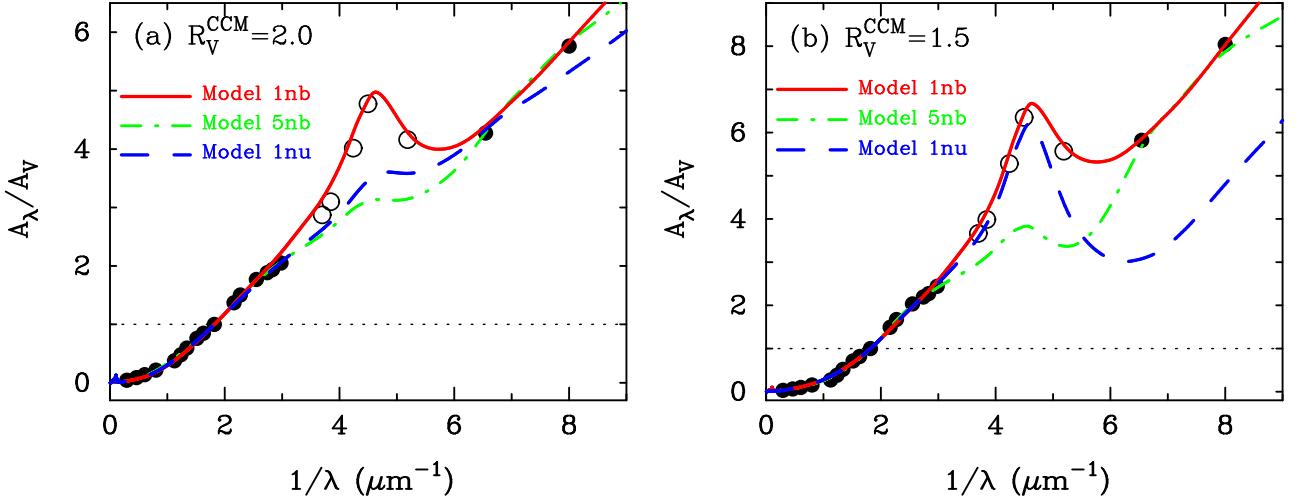 (a) R_V^CCM=2.0
Model 1nb
Model 5nb
Model 1nu
A_λ/A_V
6
4
2
0
0 2 4 6 8
1/λ (μm⁻¹)
(b) R_V^CCM=1.5
Model 1nb
Model 5nb
Model 1nu
A_λ/A_V
8
6
4
2
0
0 2 4 6 8
1/λ (μm⁻¹)